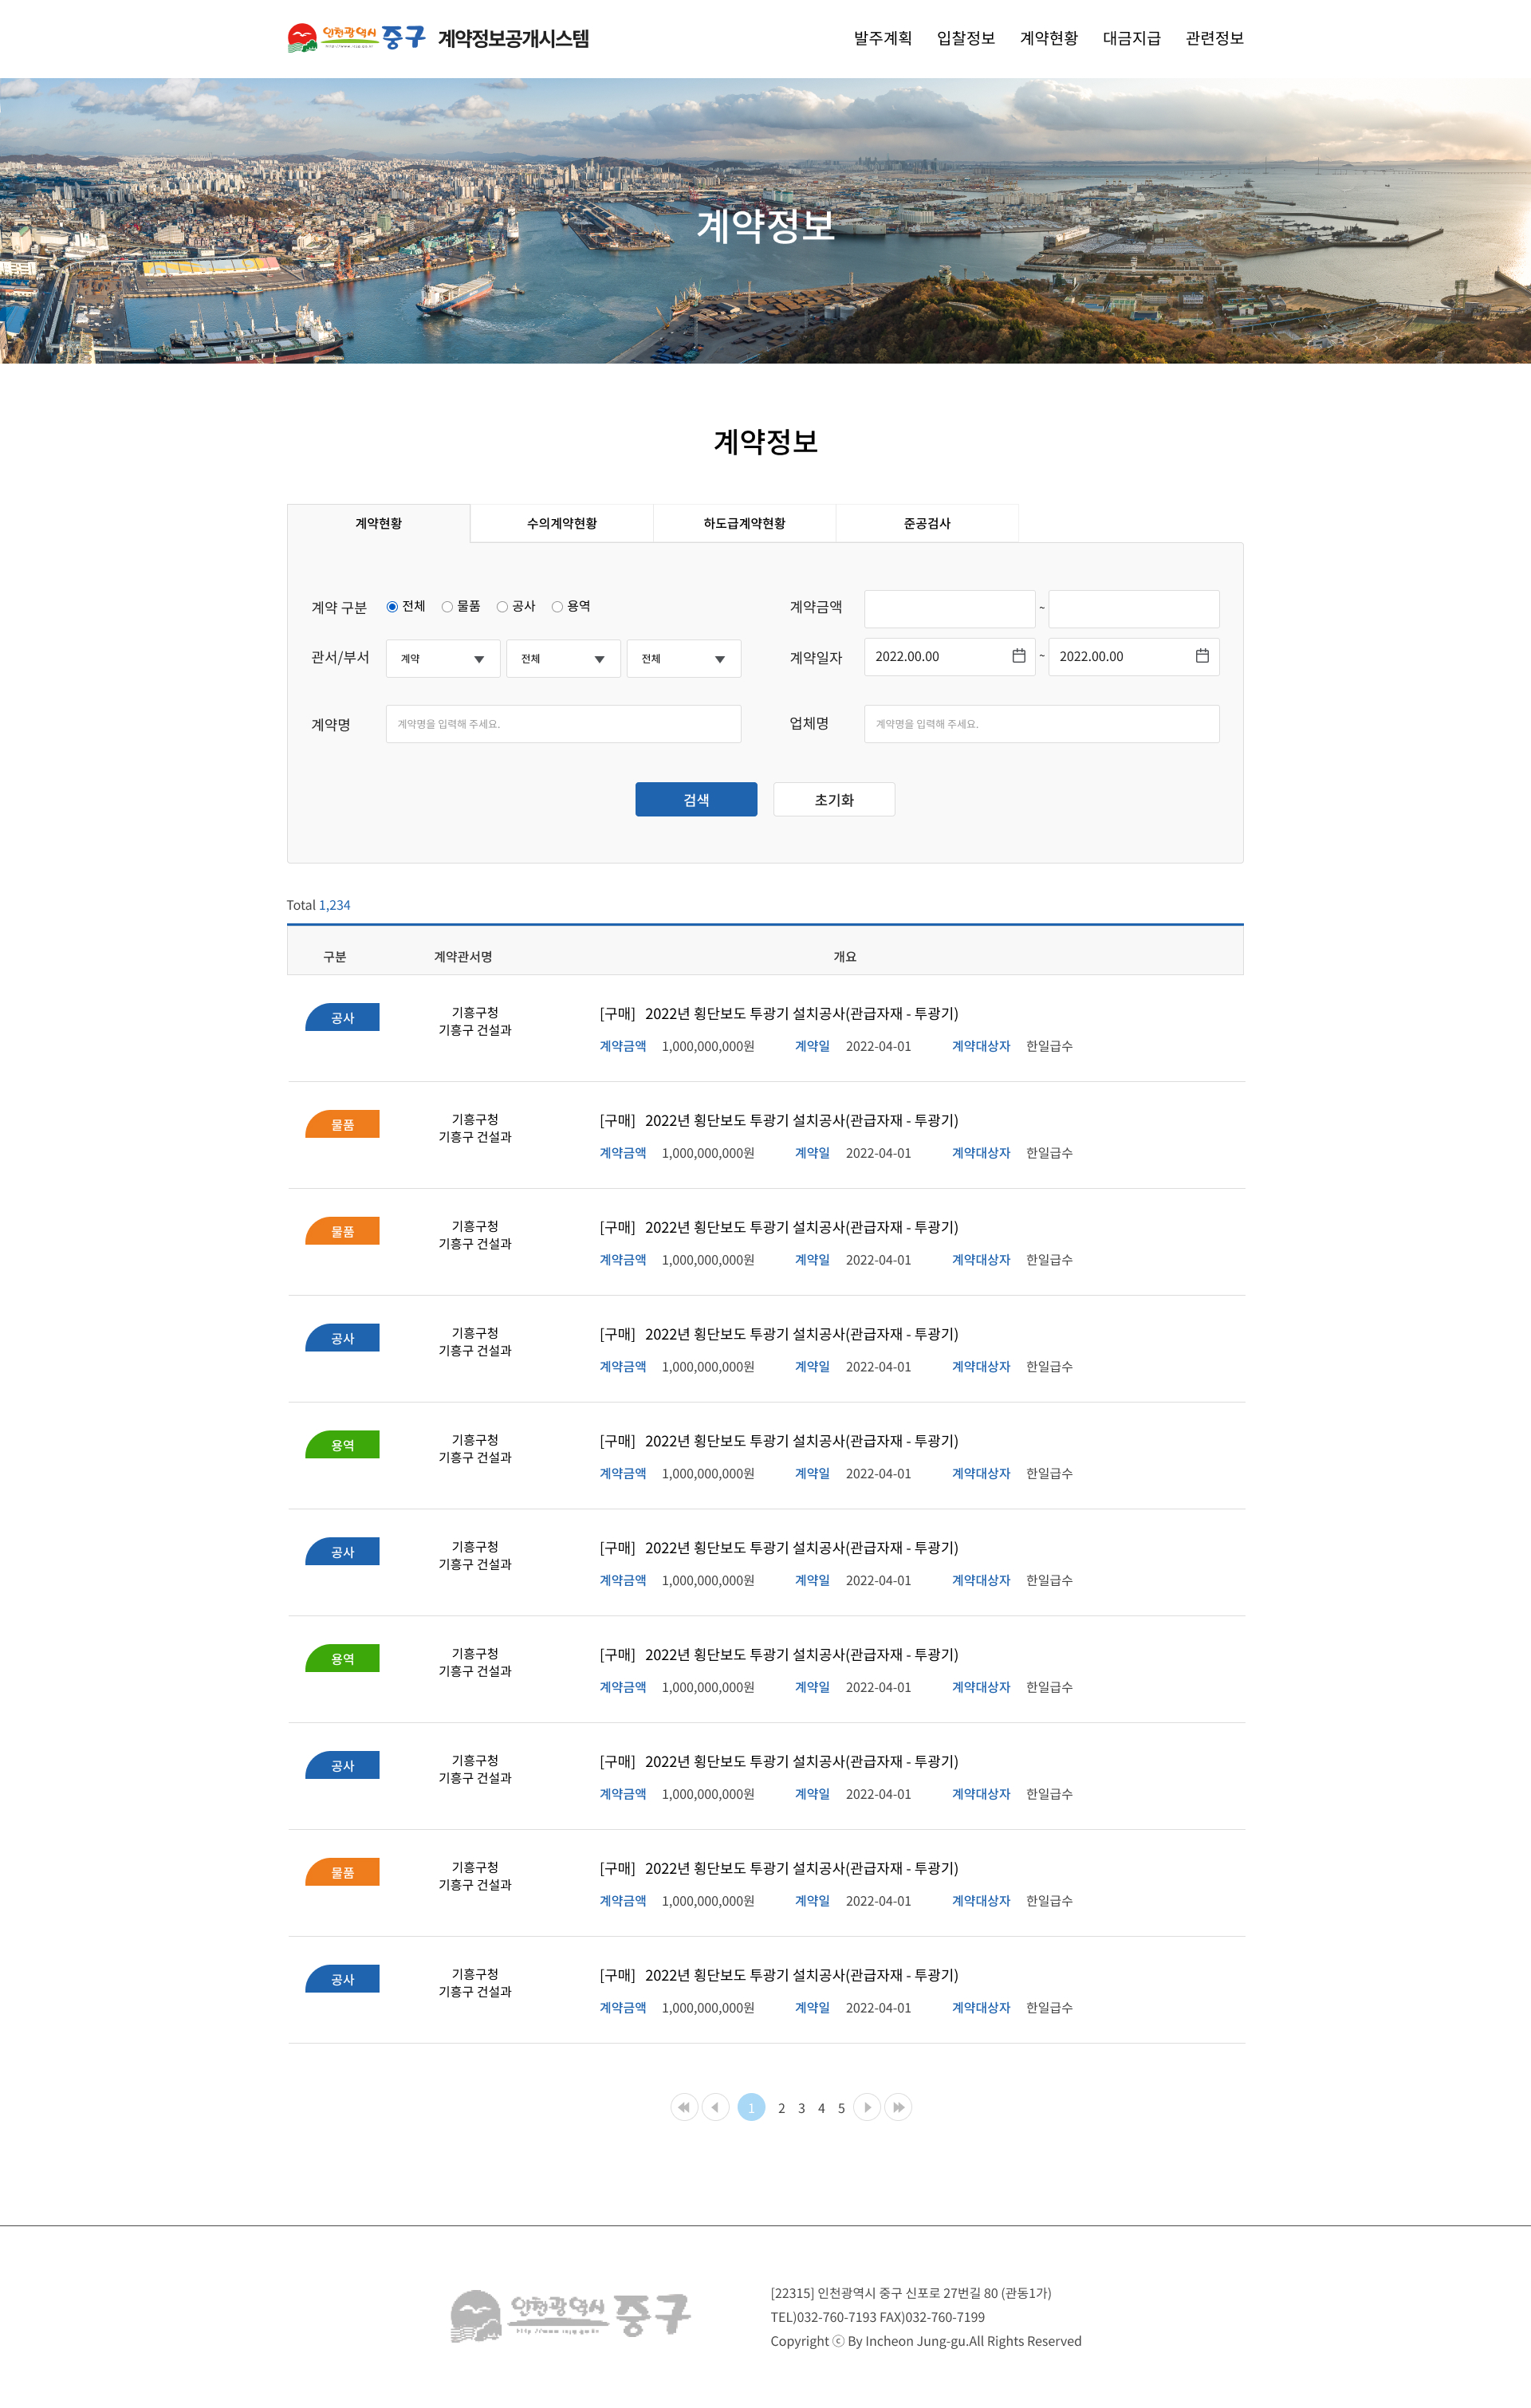 인천광역시 중구 계약정보공개시스템
발주계획 입찰정보 계약현황 대금지급 관련정보
계약정보
계약정보
계약현황 수의계약현황 하도급계약현황 준공검사
계약 구분 전체 물품 공사 용역 계약금액 ~
관서/부서 계약 전체 전체 계약일자 2022.00.00 ~ 2022.00.00
계약명 계약명을 입력해 주세요. 업체명 계약명을 입력해 주세요.
검색 초기화
Total 1,234
구분 계약관서명 개요
공사 기흥구청 [구매] 2022년 횡단보도 투광기 설치공사(관급자재 - 투광기)
기흥구 건설과 계약금액 1,000,000,000원 계약일 2022-04-01 계약대상자 한일급수
물품 기흥구청 [구매] 2022년 횡단보도 투광기 설치공사(관급자재 - 투광기)
기흥구 건설과 계약금액 1,000,000,000원 계약일 2022-04-01 계약대상자 한일급수
물품 기흥구청 [구매] 2022년 횡단보도 투광기 설치공사(관급자재 - 투광기)
기흥구 건설과 계약금액 1,000,000,000원 계약일 2022-04-01 계약대상자 한일급수
공사 기흥구청 [구매] 2022년 횡단보도 투광기 설치공사(관급자재 - 투광기)
기흥구 건설과 계약금액 1,000,000,000원 계약일 2022-04-01 계약대상자 한일급수
용역 기흥구청 [구매] 2022년 횡단보도 투광기 설치공사(관급자재 - 투광기)
기흥구 건설과 계약금액 1,000,000,000원 계약일 2022-04-01 계약대상자 한일급수
공사 기흥구청 [구매] 2022년 횡단보도 투광기 설치공사(관급자재 - 투광기)
기흥구 건설과 계약금액 1,000,000,000원 계약일 2022-04-01 계약대상자 한일급수
용역 기흥구청 [구매] 2022년 횡단보도 투광기 설치공사(관급자재 - 투광기)
기흥구 건설과 계약금액 1,000,000,000원 계약일 2022-04-01 계약대상자 한일급수
공사 기흥구청 [구매] 2022년 횡단보도 투광기 설치공사(관급자재 - 투광기)
기흥구 건설과 계약금액 1,000,000,000원 계약일 2022-04-01 계약대상자 한일급수
물품 기흥구청 [구매] 2022년 횡단보도 투광기 설치공사(관급자재 - 투광기)
기흥구 건설과 계약금액 1,000,000,000원 계약일 2022-04-01 계약대상자 한일급수
공사 기흥구청 [구매] 2022년 횡단보도 투광기 설치공사(관급자재 - 투광기)
기흥구 건설과 계약금액 1,000,000,000원 계약일 2022-04-01 계약대상자 한일급수
1 2 3 4 5
인천광역시 중구
[22315] 인천광역시 중구 신포로 27번길 80 (관동1가)
TEL)032-760-7193 FAX)032-760-7199
Copyright ⓒ By Incheon Jung-gu.All Rights Reserved